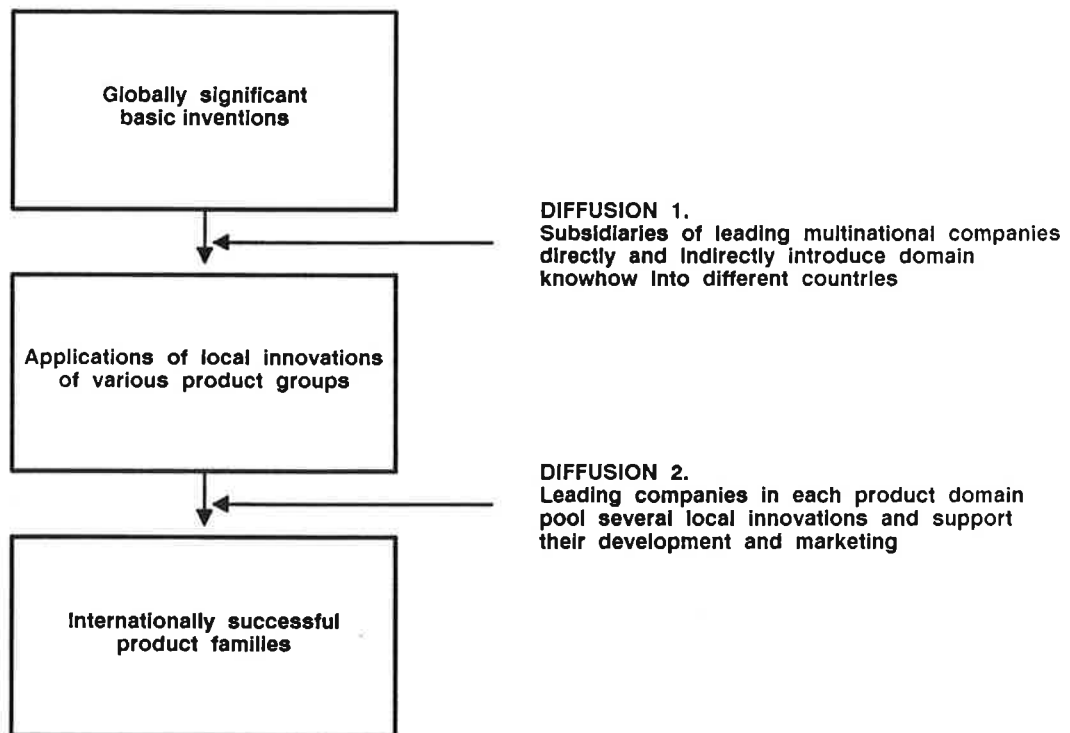 Globally significant
basic inventions
DIFFUSION 1.
Subsidiaries of leading multinational companies
directly and indirectly introduce domain
knowhow into different countries
Applications of local innovations
of various product groups
DIFFUSION 2.
Leading companies in each product domain
pool several local innovations and support
their development and marketing
Internationally successful
product families